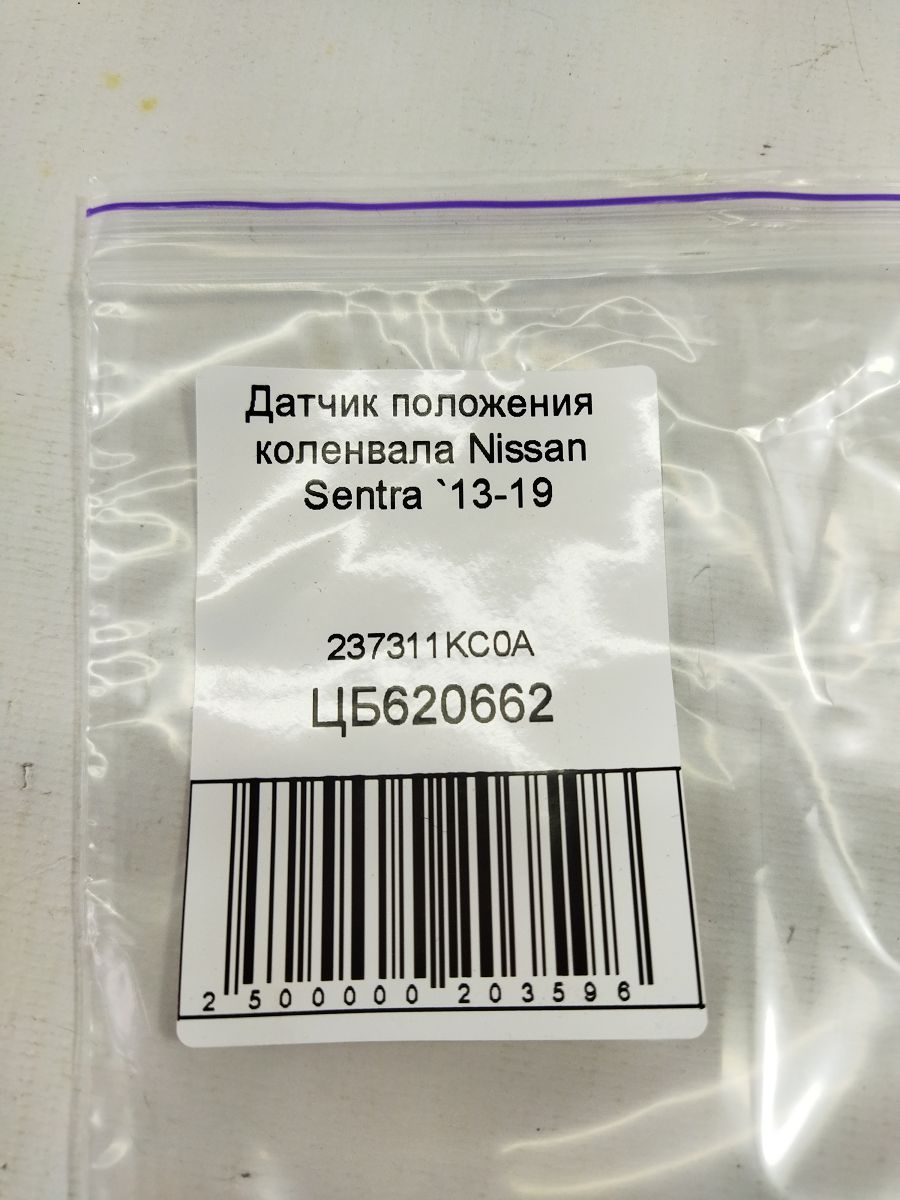 Датчик положения
коленвала Nissan
Sentra `13-19
237311KC0A
ЦБ620662
2 500000 203596